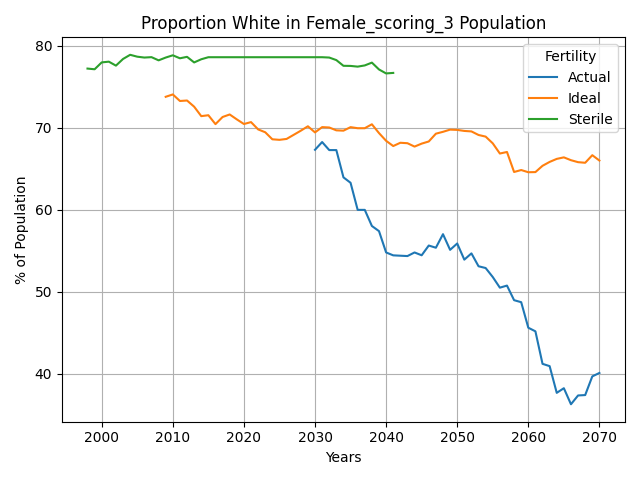 Proportion White in Female_scoring_3 Population
Fertility
Actual
Ideal
Sterile
% of Population
80
70
60
50
40
2000 2010 2020 2030 2040 2050 2060 2070
Years